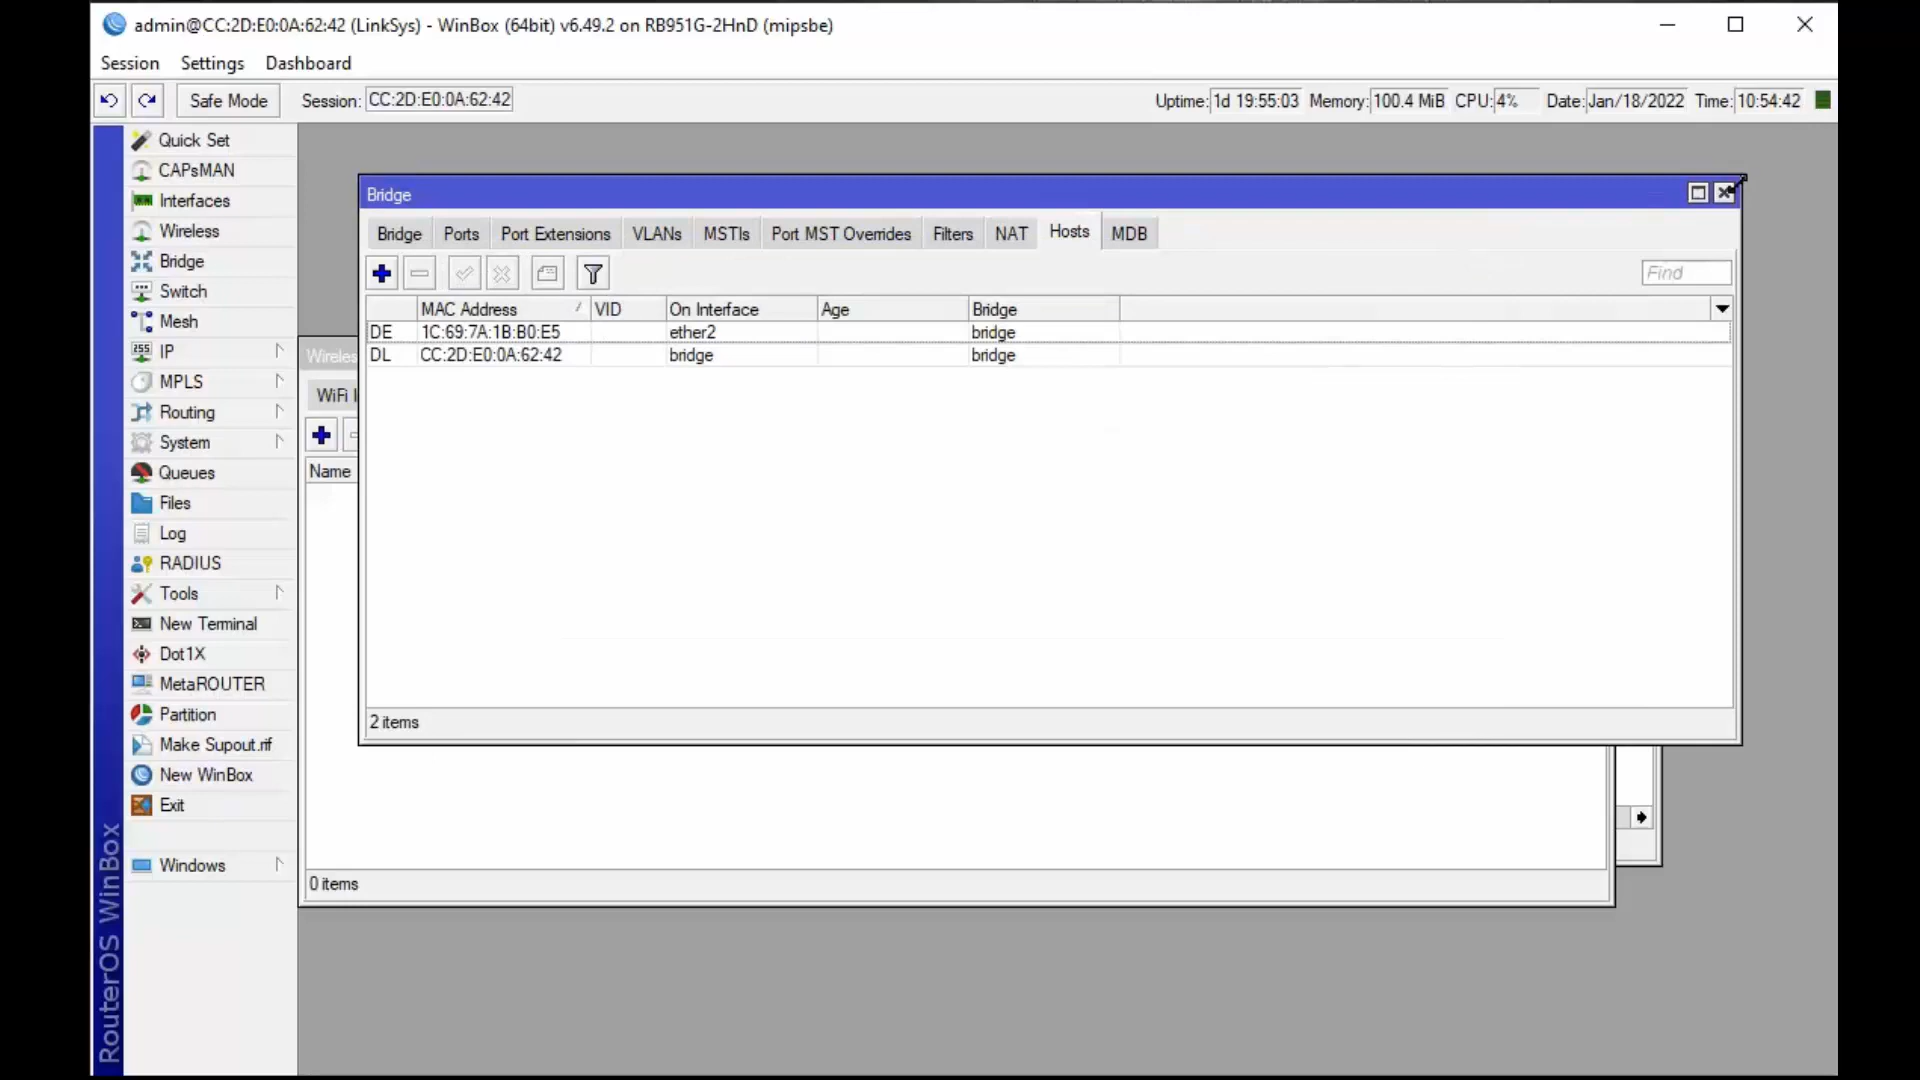 admin@CC:2D:E0:0A:62:42 (LinkSys) - WinBox (64bit) v6.49.2 on RB951G-2HnD (mipsbe)
Session Settings Dashboard
Safe Mode Session: CC:2D:E0:0A:62:42 Uptime: 1d 19:55:03 Memory: 100.4 MiB CPU: 4% Date: Jan/18/2022 Time: 10:54:42
Quick Set
CAPsMAN
Interfaces
Wireless
Bridge
Switch
Mesh
IP
MPLS
Routing
System
Queues
Files
Log
RADIUS
Tools
New Terminal
Dot1X
MetaROUTER
Partition
Make Supout.rif
New WinBox
Exit
Windows
RouterOS WinBox
Bridge
Bridge Ports Port Extensions VLANs MSTIs Port MST Overrides Filters NAT Hosts MDB
Find
MAC Address VID On Interface Age Bridge
DE 1C:69:7A:1B:B0:E5 ether2 bridge
DL CC:2D:E0:0A:62:42 bridge bridge
2 items
Wireles
WiFi I
Name
0 items